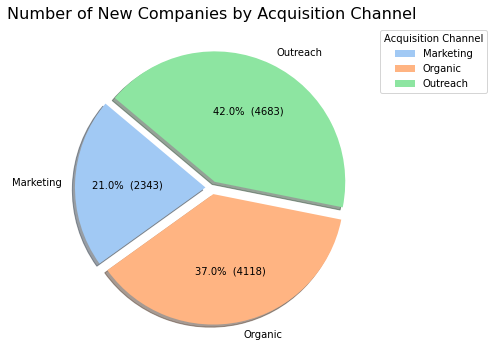 Number of New Companies by Acquisition Channel
Acquisition Channel
Marketing
Organic
Outreach
Outreach
42.0%  (4683)
Marketing
21.0%  (2343)
37.0%  (4118)
Organic